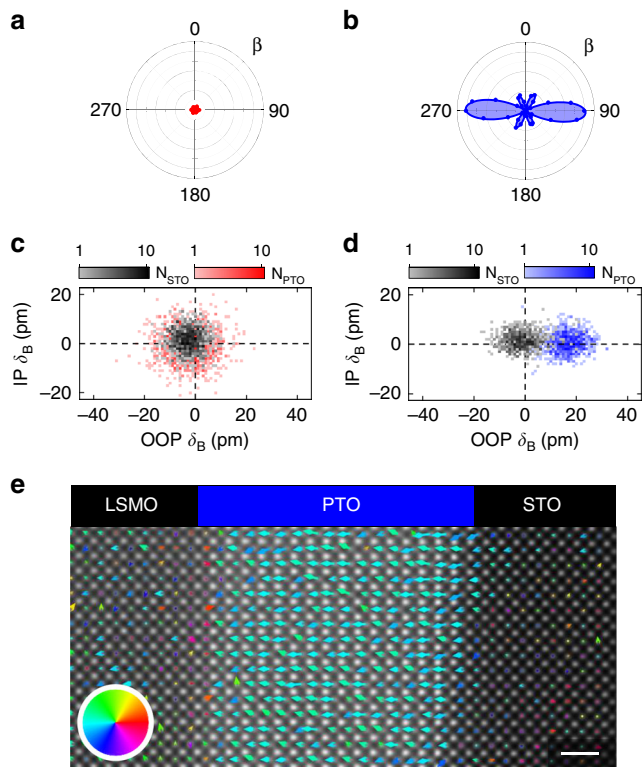 a
0
β
270
90
180
b
0
β
270
90
180
c
1 10 1 10
N_STO N_PTO
20
0
−20
IP δ_B (pm)
−40 −20 0 20 40
OOP δ_B (pm)
d
1 10 1 10
N_STO N_PTO
20
0
−20
IP δ_B (pm)
−40 −20 0 20 40
OOP δ_B (pm)
e
LSMO PTO STO